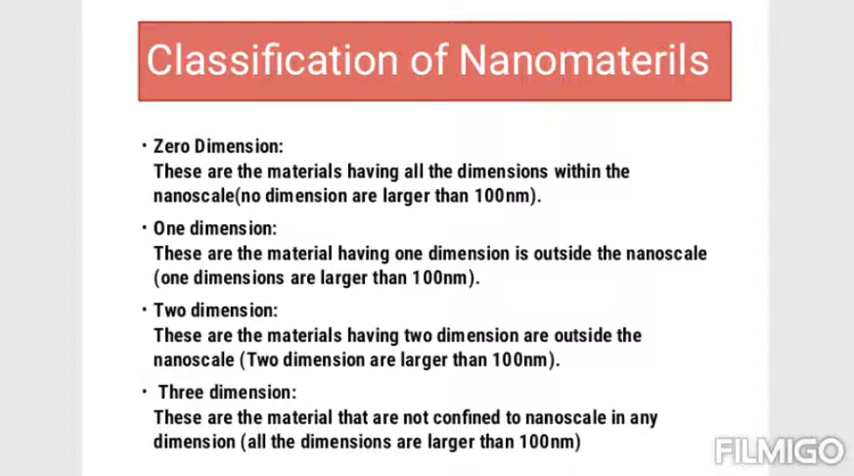 Classification of Nanomaterils
· Zero Dimension:
These are the materials having all the dimensions within the
nanoscale(no dimension are larger than 100nm).
· One dimension:
These are the material having one dimension is outside the nanoscale
(one dimensions are larger than 100nm).
· Two dimension:
These are the materials having two dimension are outside the
nanoscale (Two dimension are larger than 100nm).
· Three dimension:
These are the material that are not confined to nanoscale in any
dimension (all the dimensions are larger than 100nm)
FILMIGO